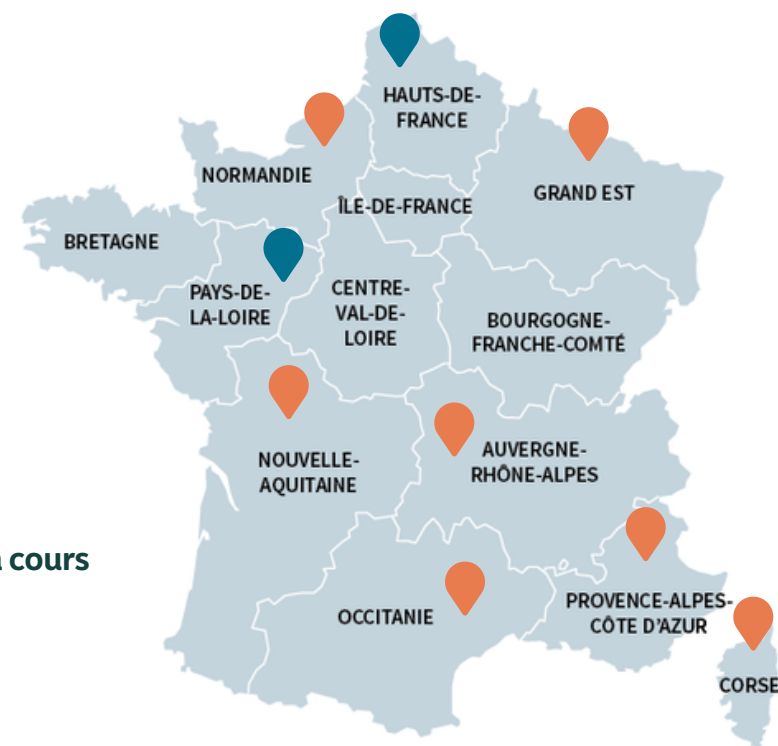 HAUTS-DE-
FRANCE
NORMANDIE
ÎLE-DE-FRANCE
GRAND EST
BRETAGNE
PAYS-DE-
LA-LOIRE
CENTRE-
VAL-DE-
LOIRE
BOURGOGNE-
FRANCHE-COMTÉ
NOUVELLE-
AQUITAINE
AUVERGNE-
RHÔNE-ALPES
cours
OCCITANIE
PROVENCE-ALPES-
CÔTE D'AZUR
CORSE